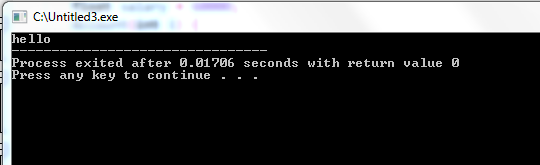 C:\Untitled3.exe
hello
--------------------------------
Process exited after 0.01706 seconds with return value 0
Press any key to continue . . .